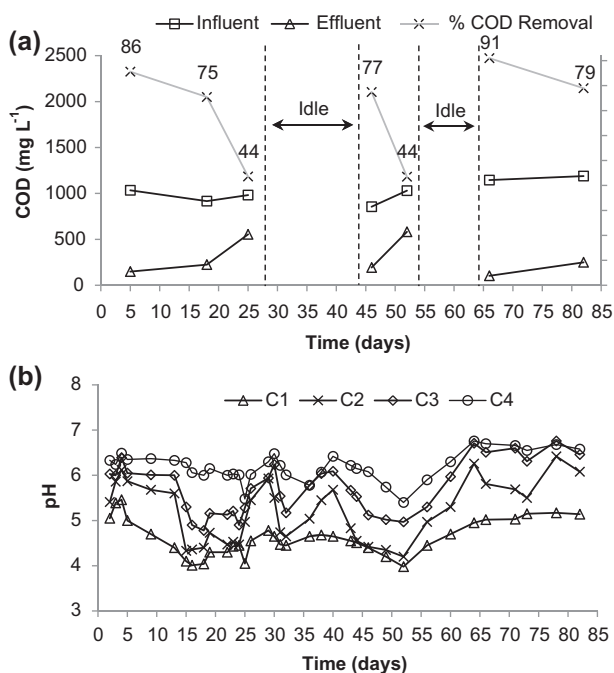 (a)
Influent Effluent % COD Removal
2500
2000
1500
1000
500
0
COD (mg L-1)
86
75
44
Idle
77
44
Idle
91
79
0 5 10 15 20 25 30 35 40 45 50 55 60 65 70 75 80 85
Time (days)
(b)
C1 C2 C3 C4
7
6
5
4
3
pH
0 5 10 15 20 25 30 35 40 45 50 55 60 65 70 75 80 85
Time (days)